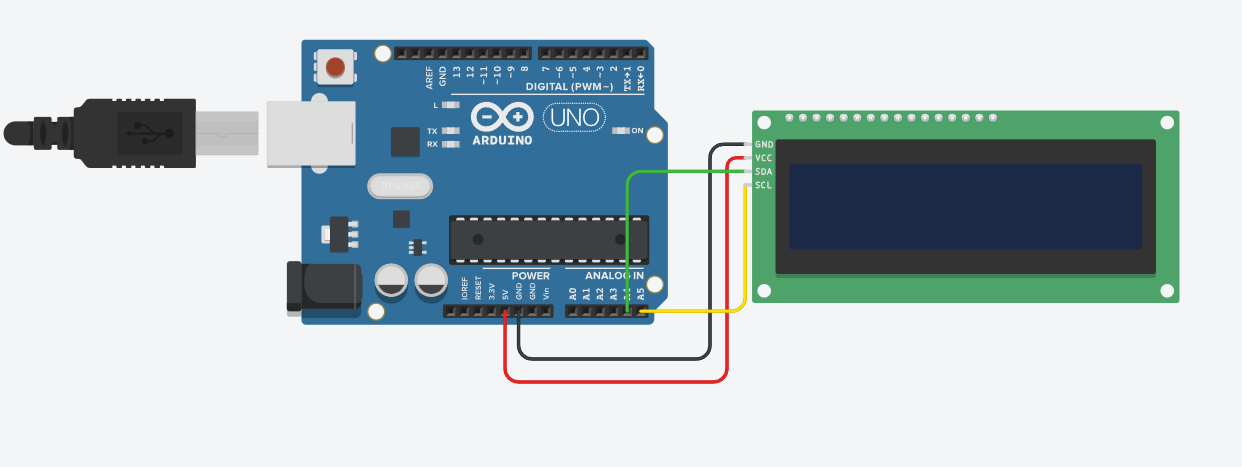 AREF
GND
13
12
~11
~10
~9
8
7
~6
~5
4
~3
2
TX→1
RX←0
DIGITAL (PWM~)
L
TX
RX
UNO
ON
ARDUINO
GND
VCC
SDA
SCL
POWER
ANALOG IN
IOREF
RESET
3.3V
5V
GND
GND
Vin
A0
A1
A2
A3
A4
A5